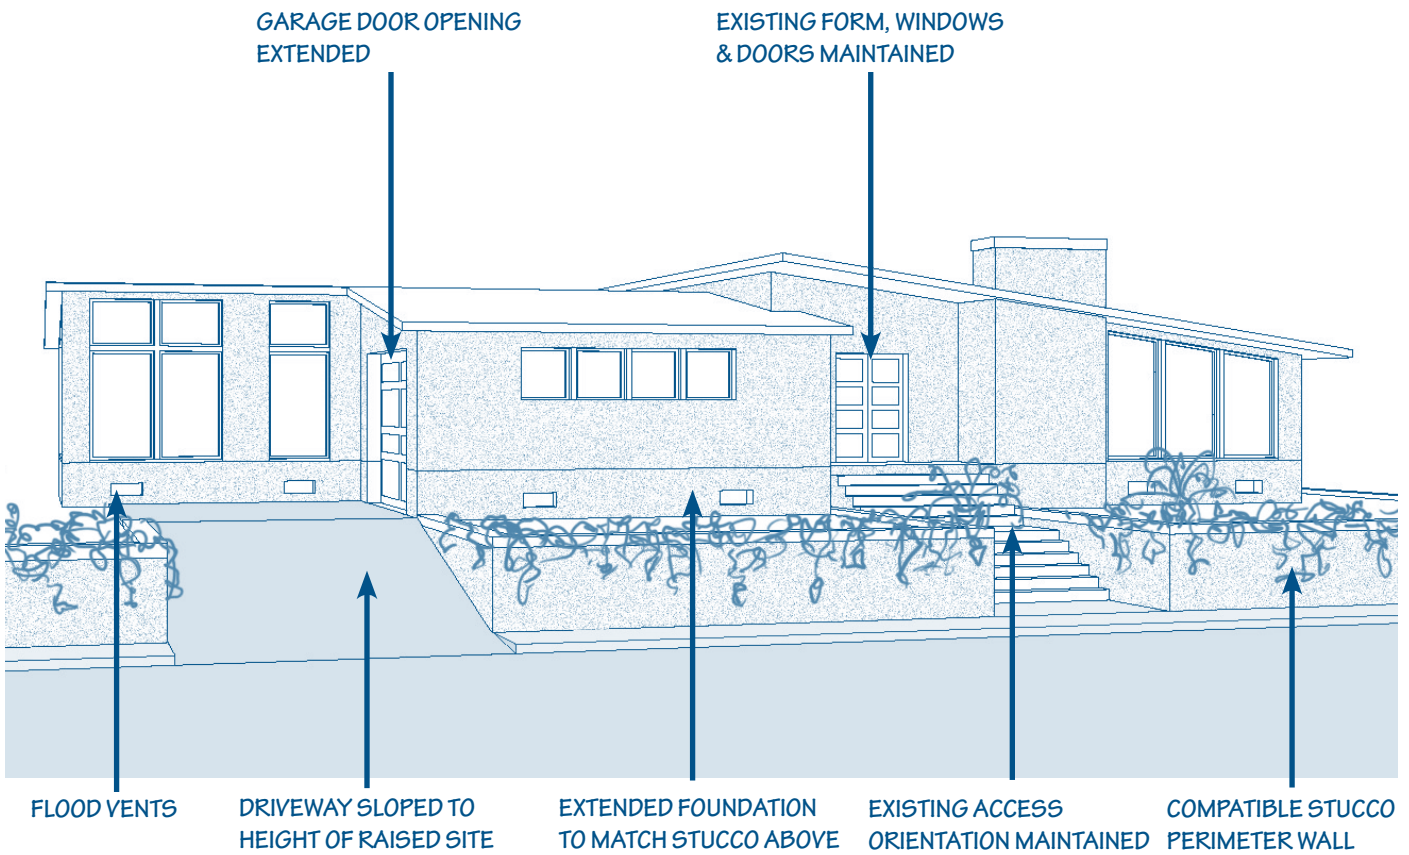 GARAGE DOOR OPENING
EXTENDED
EXISTING FORM, WINDOWS
& DOORS MAINTAINED
FLOOD VENTS
DRIVEWAY SLOPED TO
HEIGHT OF RAISED SITE
EXTENDED FOUNDATION
TO MATCH STUCCO ABOVE
EXISTING ACCESS
ORIENTATION MAINTAINED
COMPATIBLE STUCCO
PERIMETER WALL